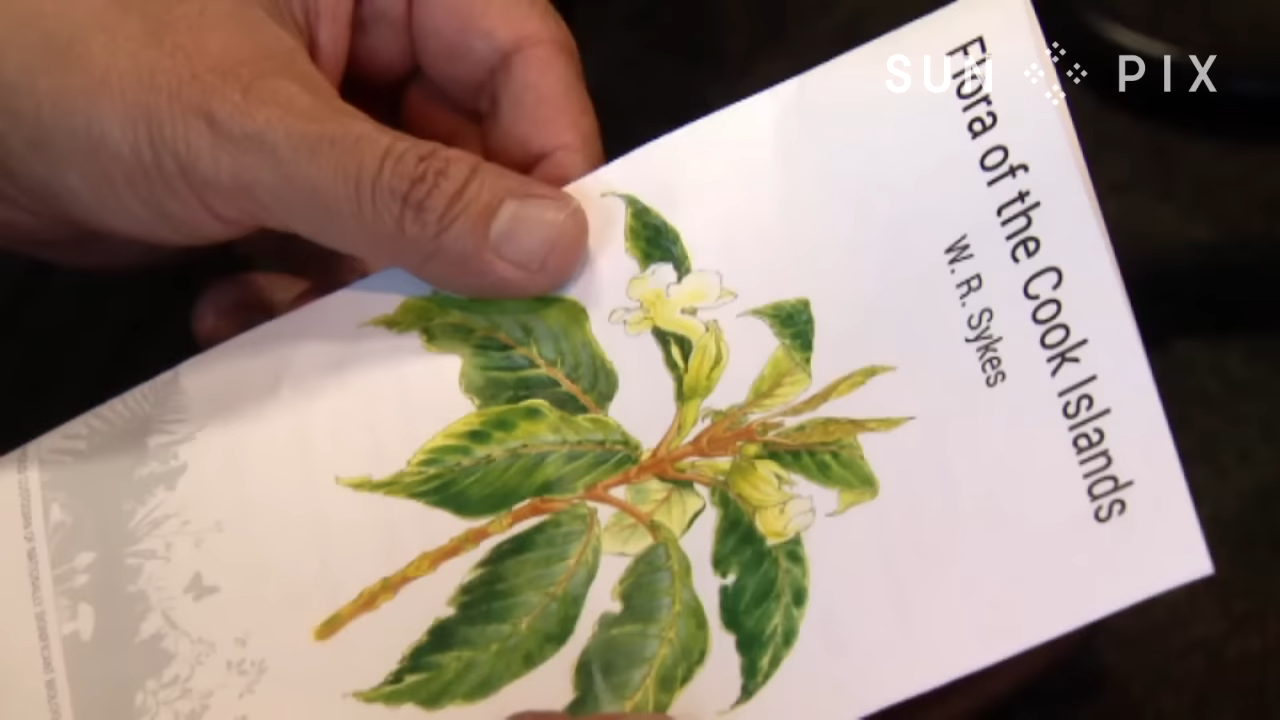 SUN PIX
Flora of the Cook Islands
W. R. Sykes